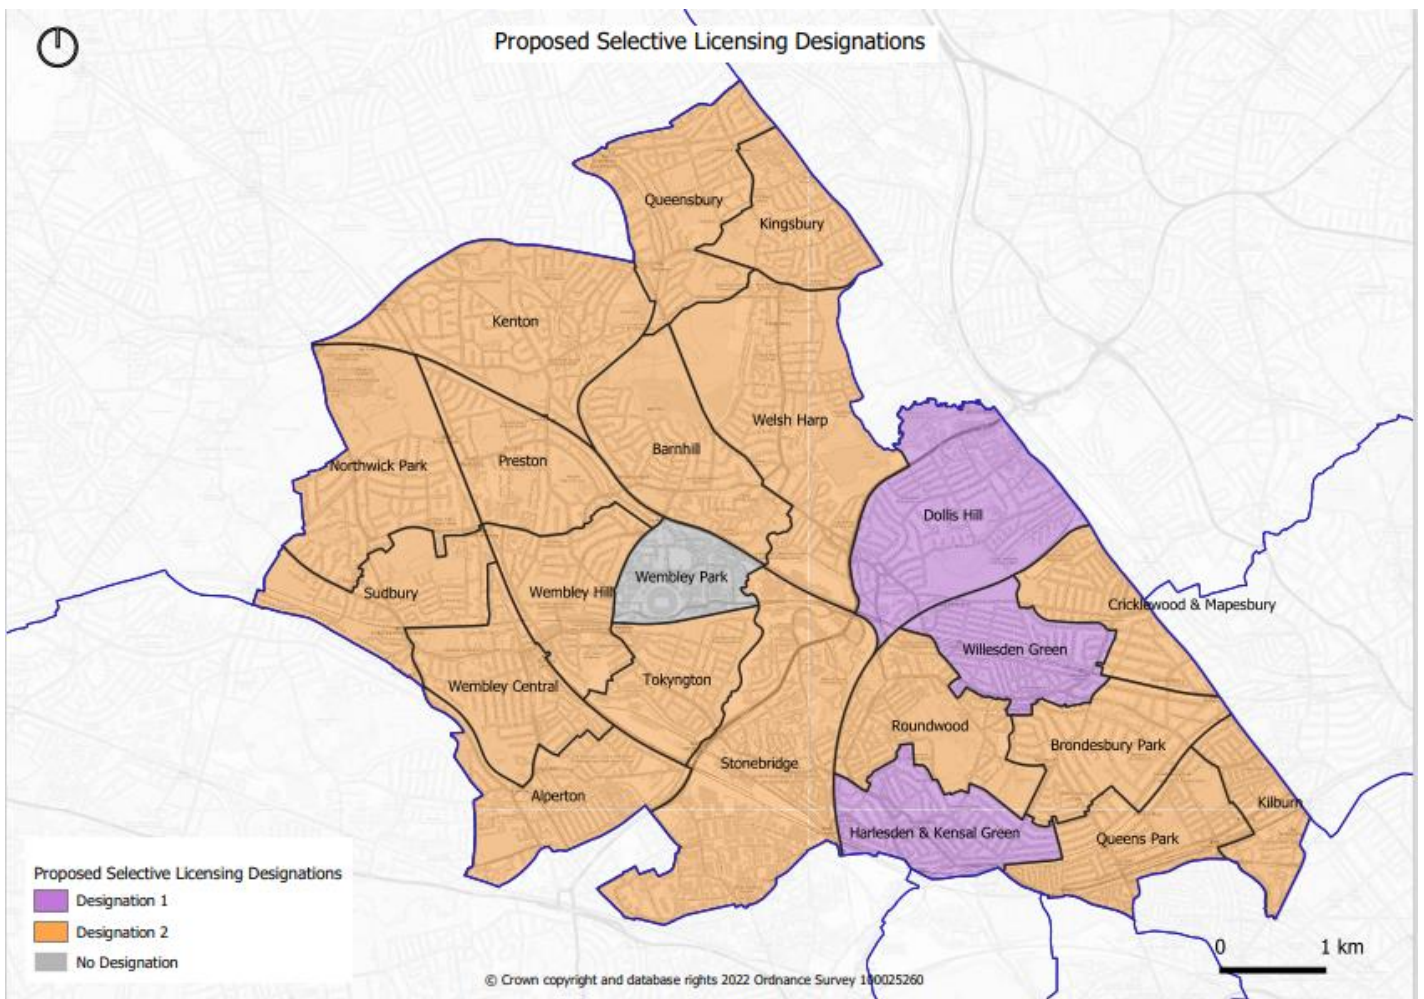 Proposed Selective Licensing Designations
Queensbury
Kingsbury
Kenton
Welsh Harp
Barnhill
Preston
Northwick Park
Dollis Hill
Wembley Park
Sudbury
Wembley Hill
Cricklewood & Mapesbury
Willesden Green
Tokyngton
Wembley Central
Roundwood
Brondesbury Park
Stonebridge
Alperton
Kilburn
Harlesden & Kensal Green
Queens Park
Proposed Selective Licensing Designations
Designation 1
Designation 2
No Designation
0 1 km
© Crown copyright and database rights 2022 Ordnance Survey 100025260